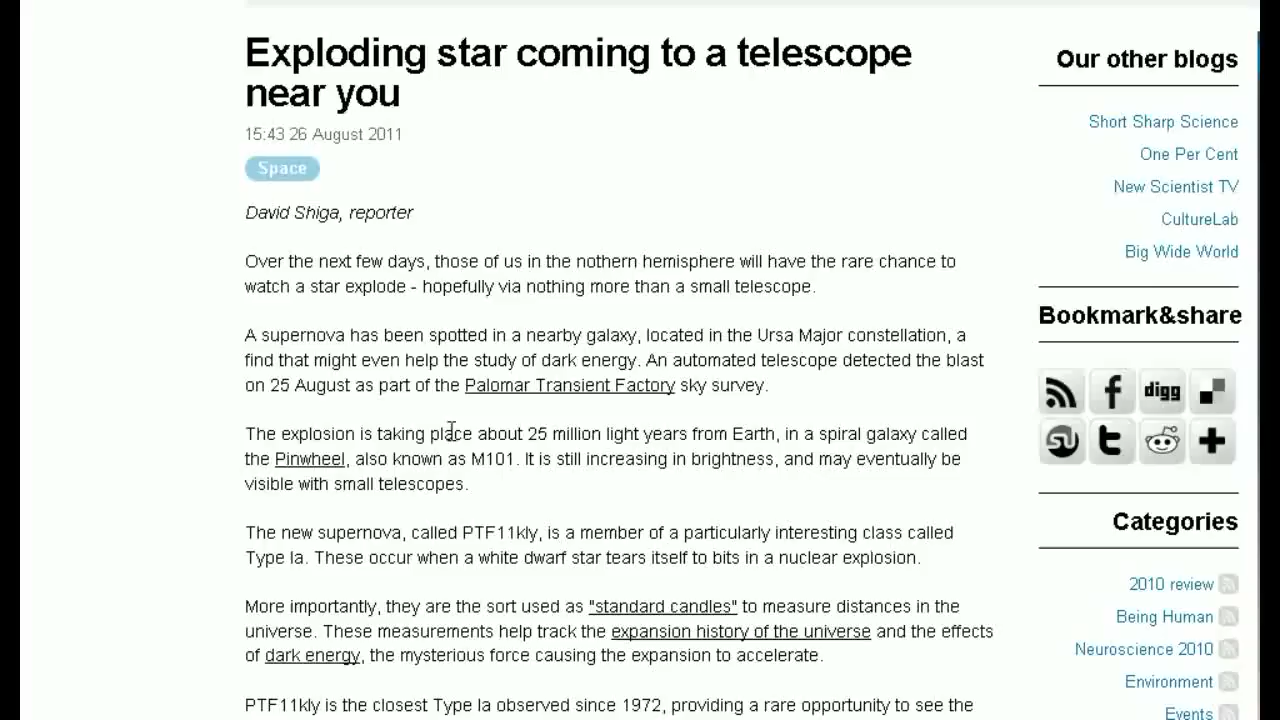 Exploding star coming to a telescope
near you
15:43 26 August 2011
Space
David Shiga, reporter
Over the next few days, those of us in the nothern hemisphere will have the rare chance to
watch a star explode - hopefully via nothing more than a small telescope.
A supernova has been spotted in a nearby galaxy, located in the Ursa Major constellation, a
find that might even help the study of dark energy. An automated telescope detected the blast
on 25 August as part of the Palomar Transient Factory sky survey.
The explosion is taking place about 25 million light years from Earth, in a spiral galaxy called
the Pinwheel, also known as M101. It is still increasing in brightness, and may eventually be
visible with small telescopes.
The new supernova, called PTF11kly, is a member of a particularly interesting class called
Type Ia. These occur when a white dwarf star tears itself to bits in a nuclear explosion.
More importantly, they are the sort used as "standard candles" to measure distances in the
universe. These measurements help track the expansion history of the universe and the effects
of dark energy, the mysterious force causing the expansion to accelerate.
PTF11kly is the closest Type Ia observed since 1972, providing a rare opportunity to see the
Our other blogs
Short Sharp Science
One Per Cent
New Scientist TV
CultureLab
Big Wide World
Bookmark&share
digg
Categories
2010 review
Being Human
Neuroscience 2010
Environment
Events